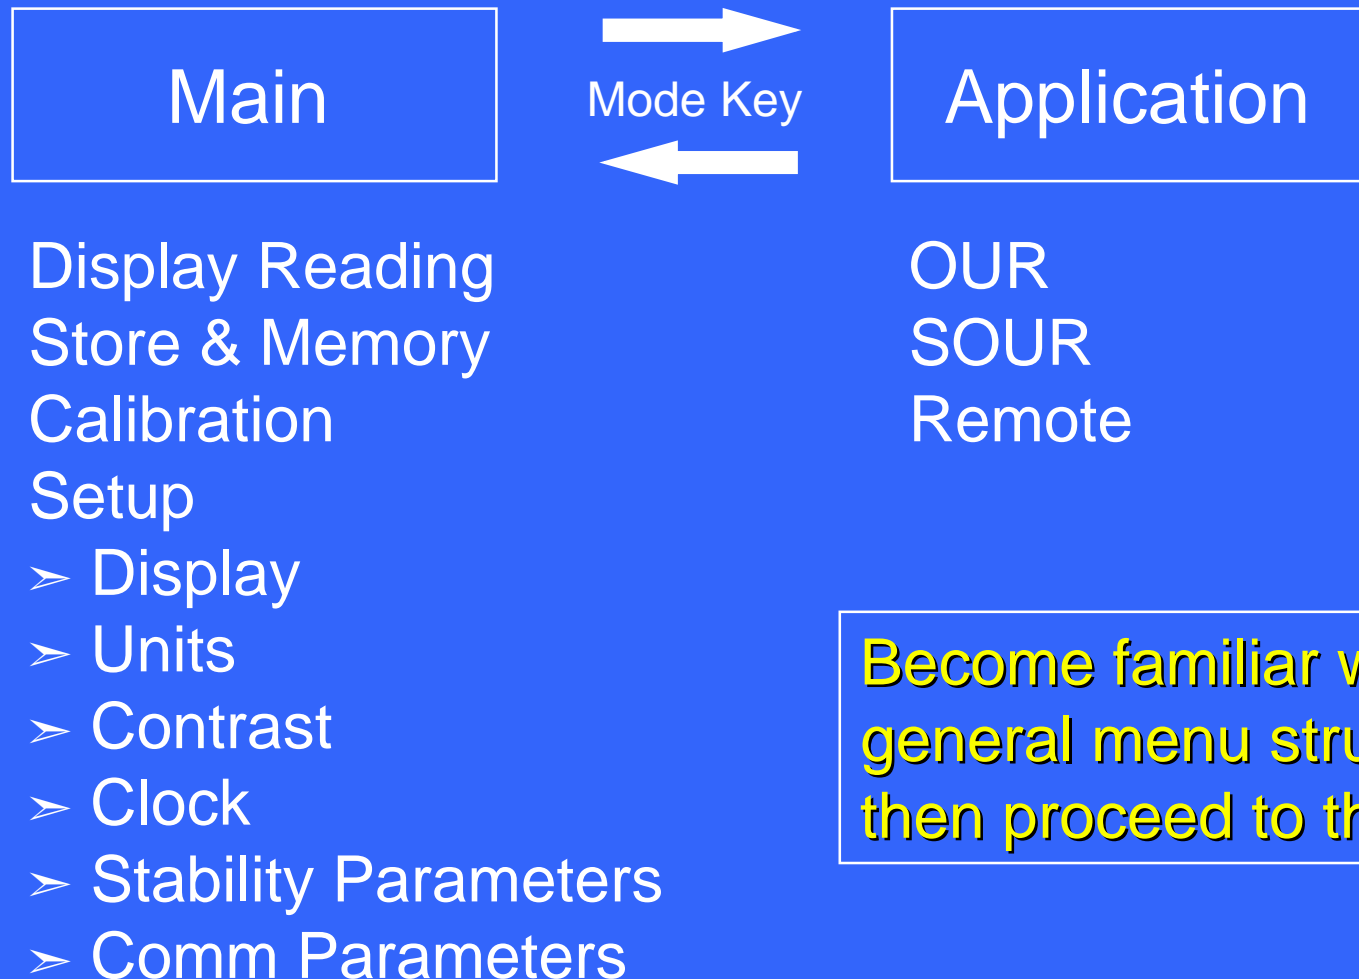 Main
Mode Key
Application
Display Reading
Store & Memory
Calibration
Setup
➢ Display
➢ Units
➢ Contrast
➢ Clock
➢ Stability Parameters
➢ Comm Parameters
OUR
SOUR
Remote
Become familiar
general menu
then proceed to